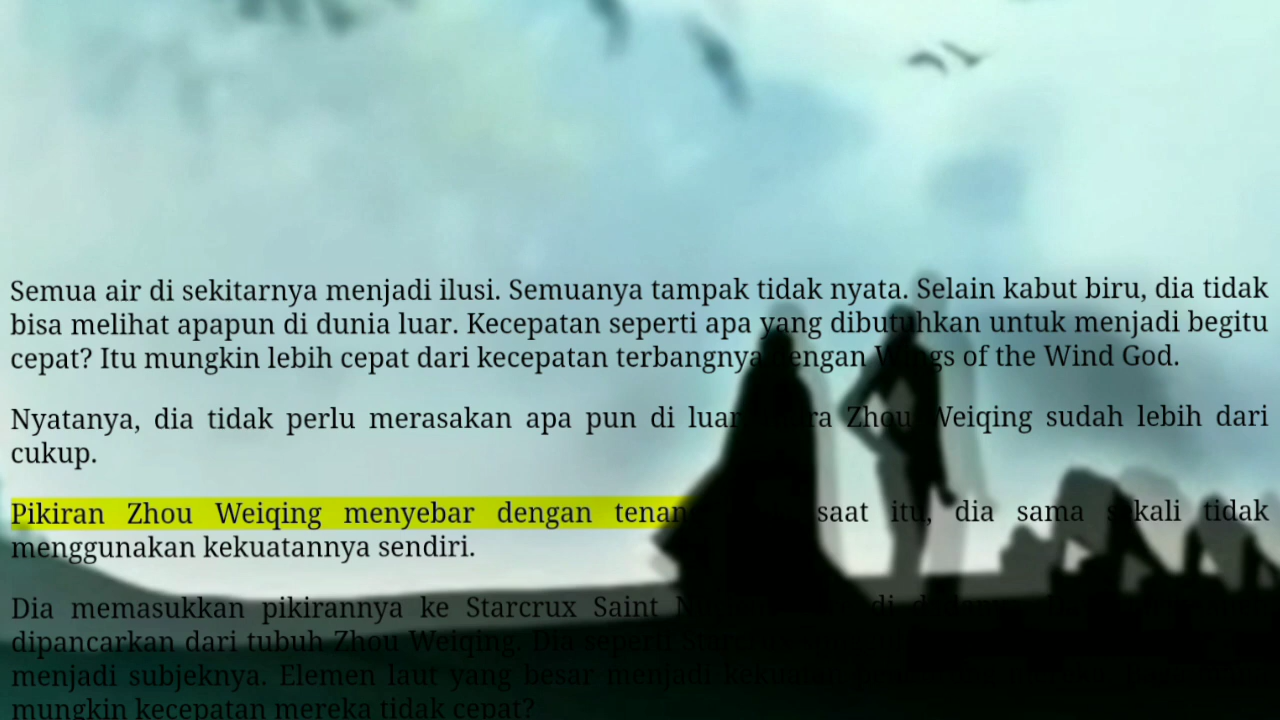 Semua air di sekitarnya menjadi ilusi. Semuanya tampak tidak nyata. Selain kabut biru, dia tidak
bisa melihat apapun di dunia luar. Kecepatan seperti apa yang dibutuhkan untuk menjadi begitu
cepat? Itu mungkin lebih cepat dari kecepatan terbangnya dengan Wings of the Wind God.
Nyatanya, dia tidak perlu merasakan apa pun di luar Zhou Weiqing sudah lebih dari
cukup.
Pikiran Zhou Weiqing menyebar dengan saat itu, dia sama sekali tidak
menggunakan kekuatannya sendiri.
Dia memasukkan pikirannya ke Starcrux Saint di
dipancarkan dari tubuh Zhou Weiqing. Dia seperti
menjadi subjeknya. Elemen laut yang besar menjadi
mungkin kecepatan mereka tidak cepat?